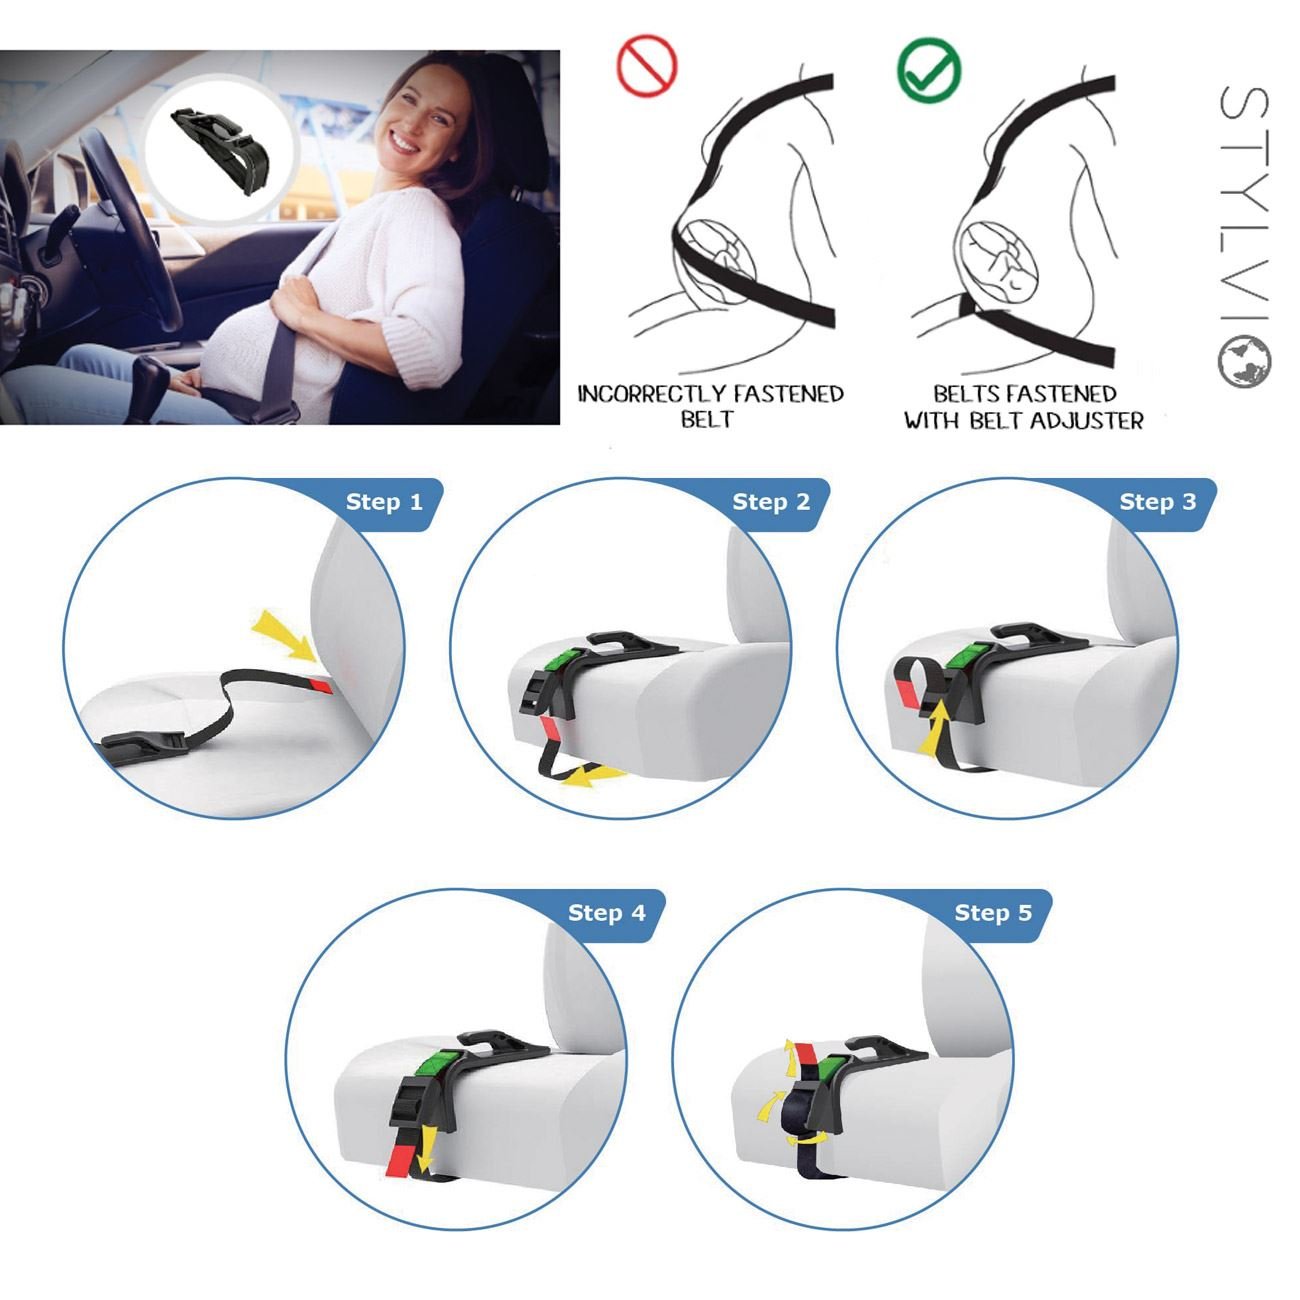 INCORRECTLY FASTENED
BELT
BELTS FASTENED
WITH BELT ADJUSTER
STYLVI
Step 1
Step 2
Step 3
Step 4
Step 5